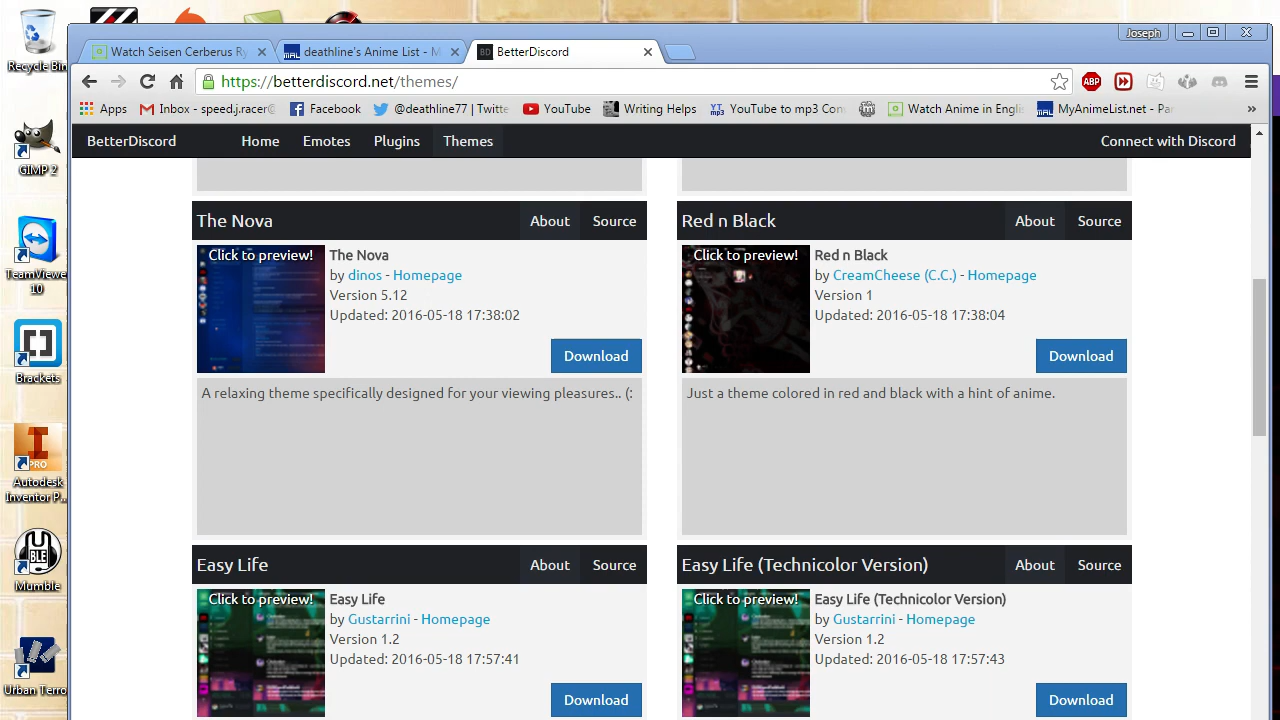 Recycle Bin
GIMP 2
TeamViewe
10
Brackets
Autodesk
Inventor P...
Mumble
Urban Terro
Joseph
Watch Seisen Cerberus Ry
deathline's Anime List - M
BetterDiscord
https://betterdiscord.net/themes/
ABP
Apps
Inbox - speed.j.racer@
Facebook
@deathline77 | Twitte
YouTube
Writing Helps
YouTube to mp3 Con
Watch Anime in Englis
MyAnimeList.net - Pa
»
BetterDiscord Home Emotes Plugins Themes Connect with Discord
The Nova About Source
Click to preview!
The Nova
by dinos - Homepage
Version 5.12
Updated: 2016-05-18 17:38:02
Download
A relaxing theme specifically designed for your viewing pleasures.. (:
Red n Black About Source
Click to preview!
Red n Black
by CreamCheese (C.C.) - Homepage
Version 1
Updated: 2016-05-18 17:38:04
Download
Just a theme colored in red and black with a hint of anime.
Easy Life About Source
Click to preview!
Easy Life
by Gustarrini - Homepage
Version 1.2
Updated: 2016-05-18 17:57:41
Download
Easy Life (Technicolor Version) About Source
Click to preview!
Easy Life (Technicolor Version)
by Gustarrini - Homepage
Version 1.2
Updated: 2016-05-18 17:57:43
Download